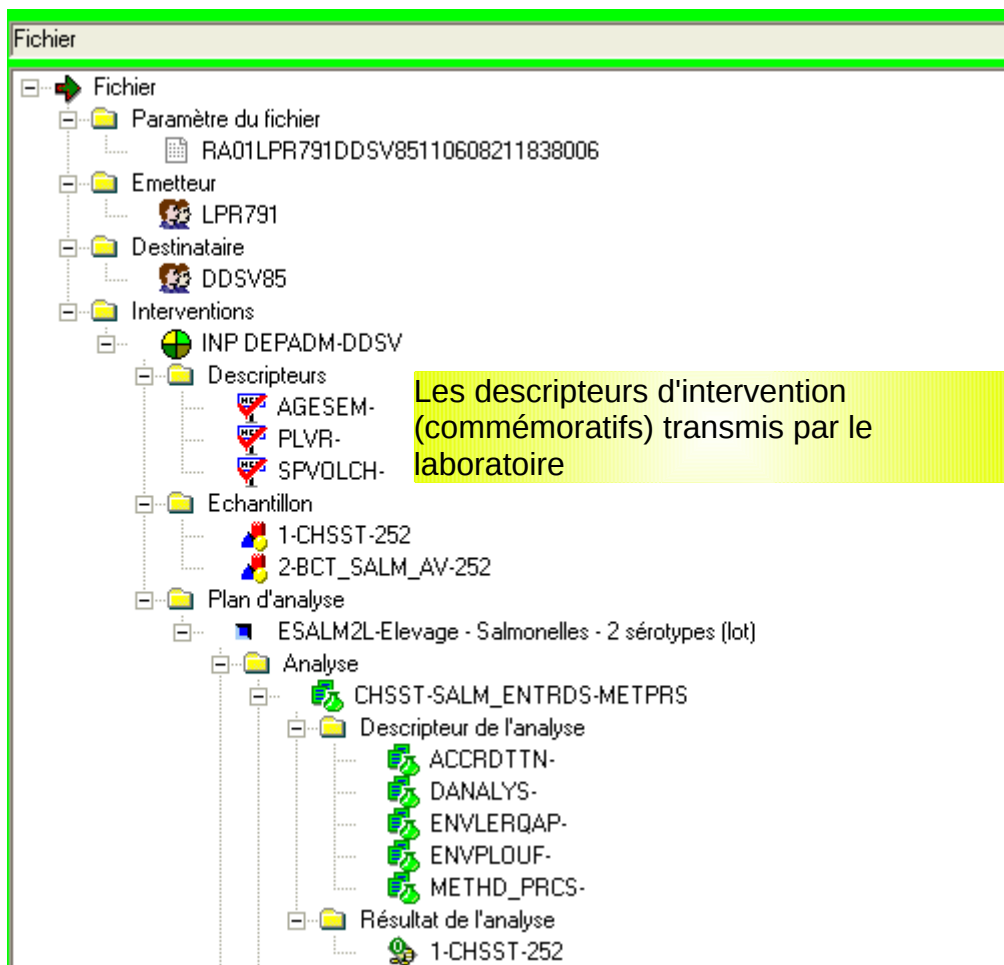 Fichier
Fichier
Paramètre du fichier
RA01LPR791DDSV85110608211838006
Emetteur
LPR791
Destinataire
DDSV85
Interventions
INP DEPADM-DDSV
Descripteurs
AGESEM-
PLVR-
SPVOLCH-
Les descripteurs d'intervention
(commémoratifs) transmis par le
laboratoire
Echantillon
1-CHSST-252
2-BCT_SALM_AV-252
Plan d'analyse
ESALM2L-Elevage - Salmonelles - 2 sérotypes (lot)
Analyse
CHSST-SALM_ENTRDS-METPRS
Descripteur de l'analyse
ACCRDTTN-
DANALYS-
ENVLERQAP-
ENVPLOUF-
METHD_PRCS-
Résultat de l'analyse
1-CHSST-252